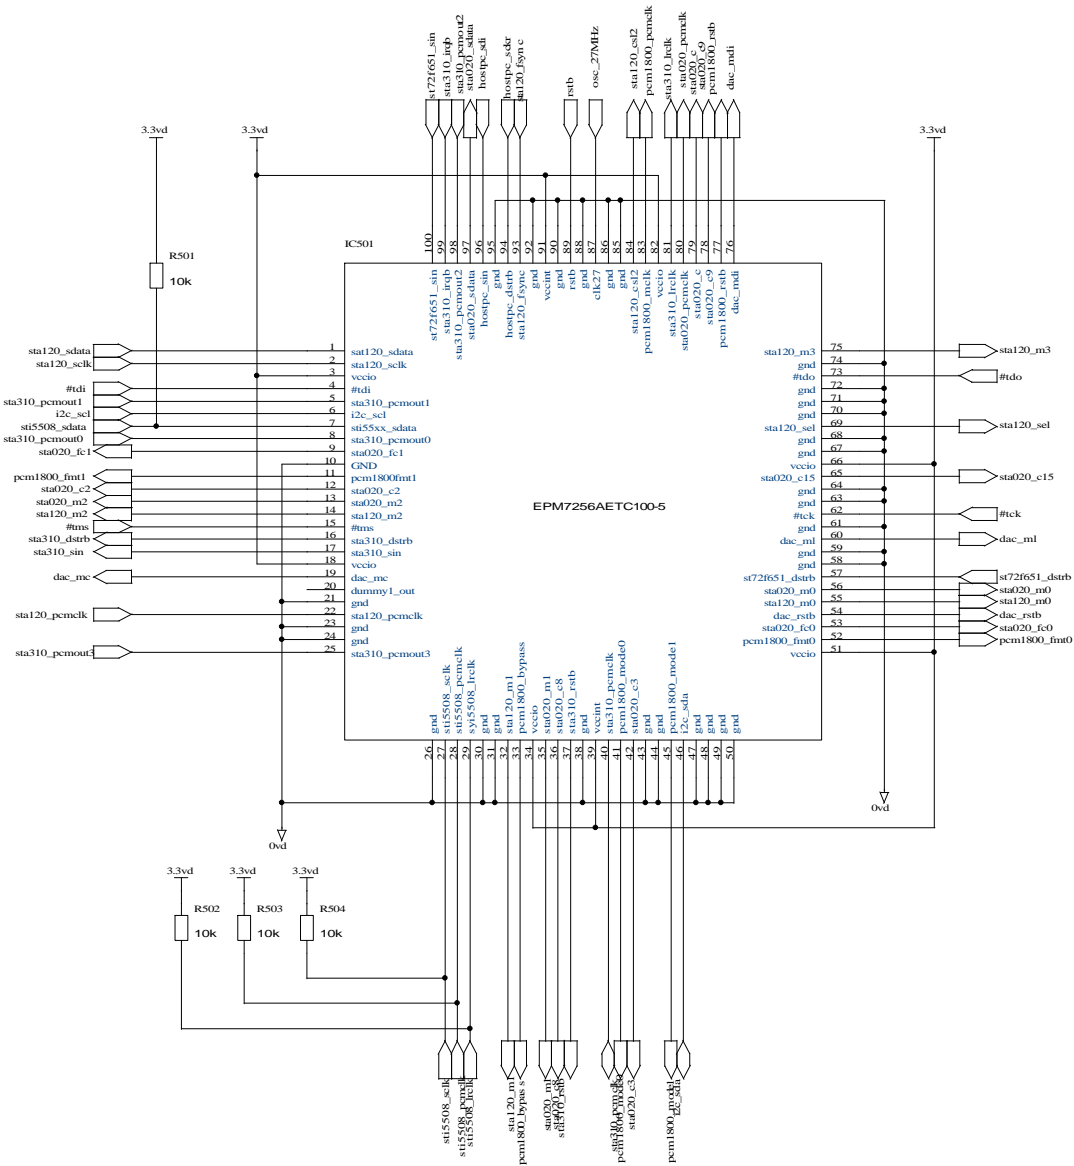 st72f651_sin
sta310_irqb
sta310_pcmout2
sta020_sdata
hostpc_sdi
hostpc_sckr
sta120_fsync
rstb
osc_27MHz
sta120_csl2
pcm1800_pcmclk
sta310_lrclk
sta020_pcmclk
sta020_c
sta020_c9
pcm1800_rstb
dac_mdi
3.3vd
3.3vd
3.3vd
R501
10k
IC501
100
99
98
97
96
95
94
93
92
91
90
89
88
87
86
85
84
83
82
81
80
79
78
77
76
st72f651_sin
sta310_irqb
sta310_pcmout2
sta020_sdata
hostpc_sin
gnd
hostpc_dstrb
sta120_fsync
gnd
vccint
gnd
rstb
gnd
clk27
gnd
gnd
sta120_csl2
pcm1800_mclk
vccio
sta310_lrclk
sta020_pcmclk
sta020_c
sta020_c9
pcm1800_rstb
dac_mdi
sta120_sdata 1 sat120_sdata
sta120_sclk 2 sta120_sclk
3 vccio
#tdi 4 #tdi
sta310_pcmout1 5 sta310_pcmout1
i2c_scl 6 i2c_scl
sti5508_sdata 7 sti55xx_sdata
sta310_pcmout0 8 sta310_pcmout0
sta020_fc1 9 sta020_fc1
10 GND
pcm1800_fmt1 11 pcm1800fmt1
sta020_c2 12 sta020_c2
sta020_m2 13 sta020_m2
sta120_m2 14 sta120_m2
#tms 15 #tms
sta310_dstrb 16 sta310_dstrb
sta310_sin 17 sta310_sin
18 vccio
dac_mc 19 dac_mc
20 dummy1_out
21 gnd
sta120_pcmclk 22 sta120_pcmclk
23 gnd
24 gnd
sta310_pcmout3 25 sta310_pcmout3
EPM7256AETC100-5
sta120_m3 75 sta120_m3
gnd 74
#tdo 73 #tdo
gnd 72
gnd 71
gnd 70
sta120_sel 69 sta120_sel
gnd 68
gnd 67
vccio 66
sta020_c15 65 sta020_c15
gnd 64
gnd 63
#tck 62 #tck
gnd 61
dac_ml 60 dac_ml
gnd 59
gnd 58
st72f651_dstrb 57 st72f651_dstrb
sta020_m0 56 sta020_m0
sta120_m0 55 sta120_m0
dac_rstb 54 dac_rstb
sta020_fc0 53 sta020_fc0
pcm1800_fmt0 52 pcm1800_fmt0
vccio 51
gnd
sti5508_sclk
sti5508_pcmclk
syi5508_lrclk
gnd
gnd
sta120_m1
pcm1800_bypass
vccio
sta020_m1
sta020_c8
sta310_rstb
gnd
vccint
sta310_pcmclk
pcm1800_mode0
sta020_c3
gnd
gnd
pcm1800_mode1
i2c_sda
gnd
gnd
gnd
gnd
26
27
28
29
30
31
32
33
34
35
36
37
38
39
40
41
42
43
44
45
46
47
48
49
50
0vd
0vd
3.3vd
3.3vd
3.3vd
R502
10k
R503
10k
R504
10k
sti5508_sclk
sti5508_pcmclk
sti5508_lrclk
sta120_m1
pcm1800_bypass
sta020_m1
sta020_c8
sta310_rstb
sta310_pcmclk
pcm1800_mode0
sta020_c3
pcm1800_mode1
i2c_sda